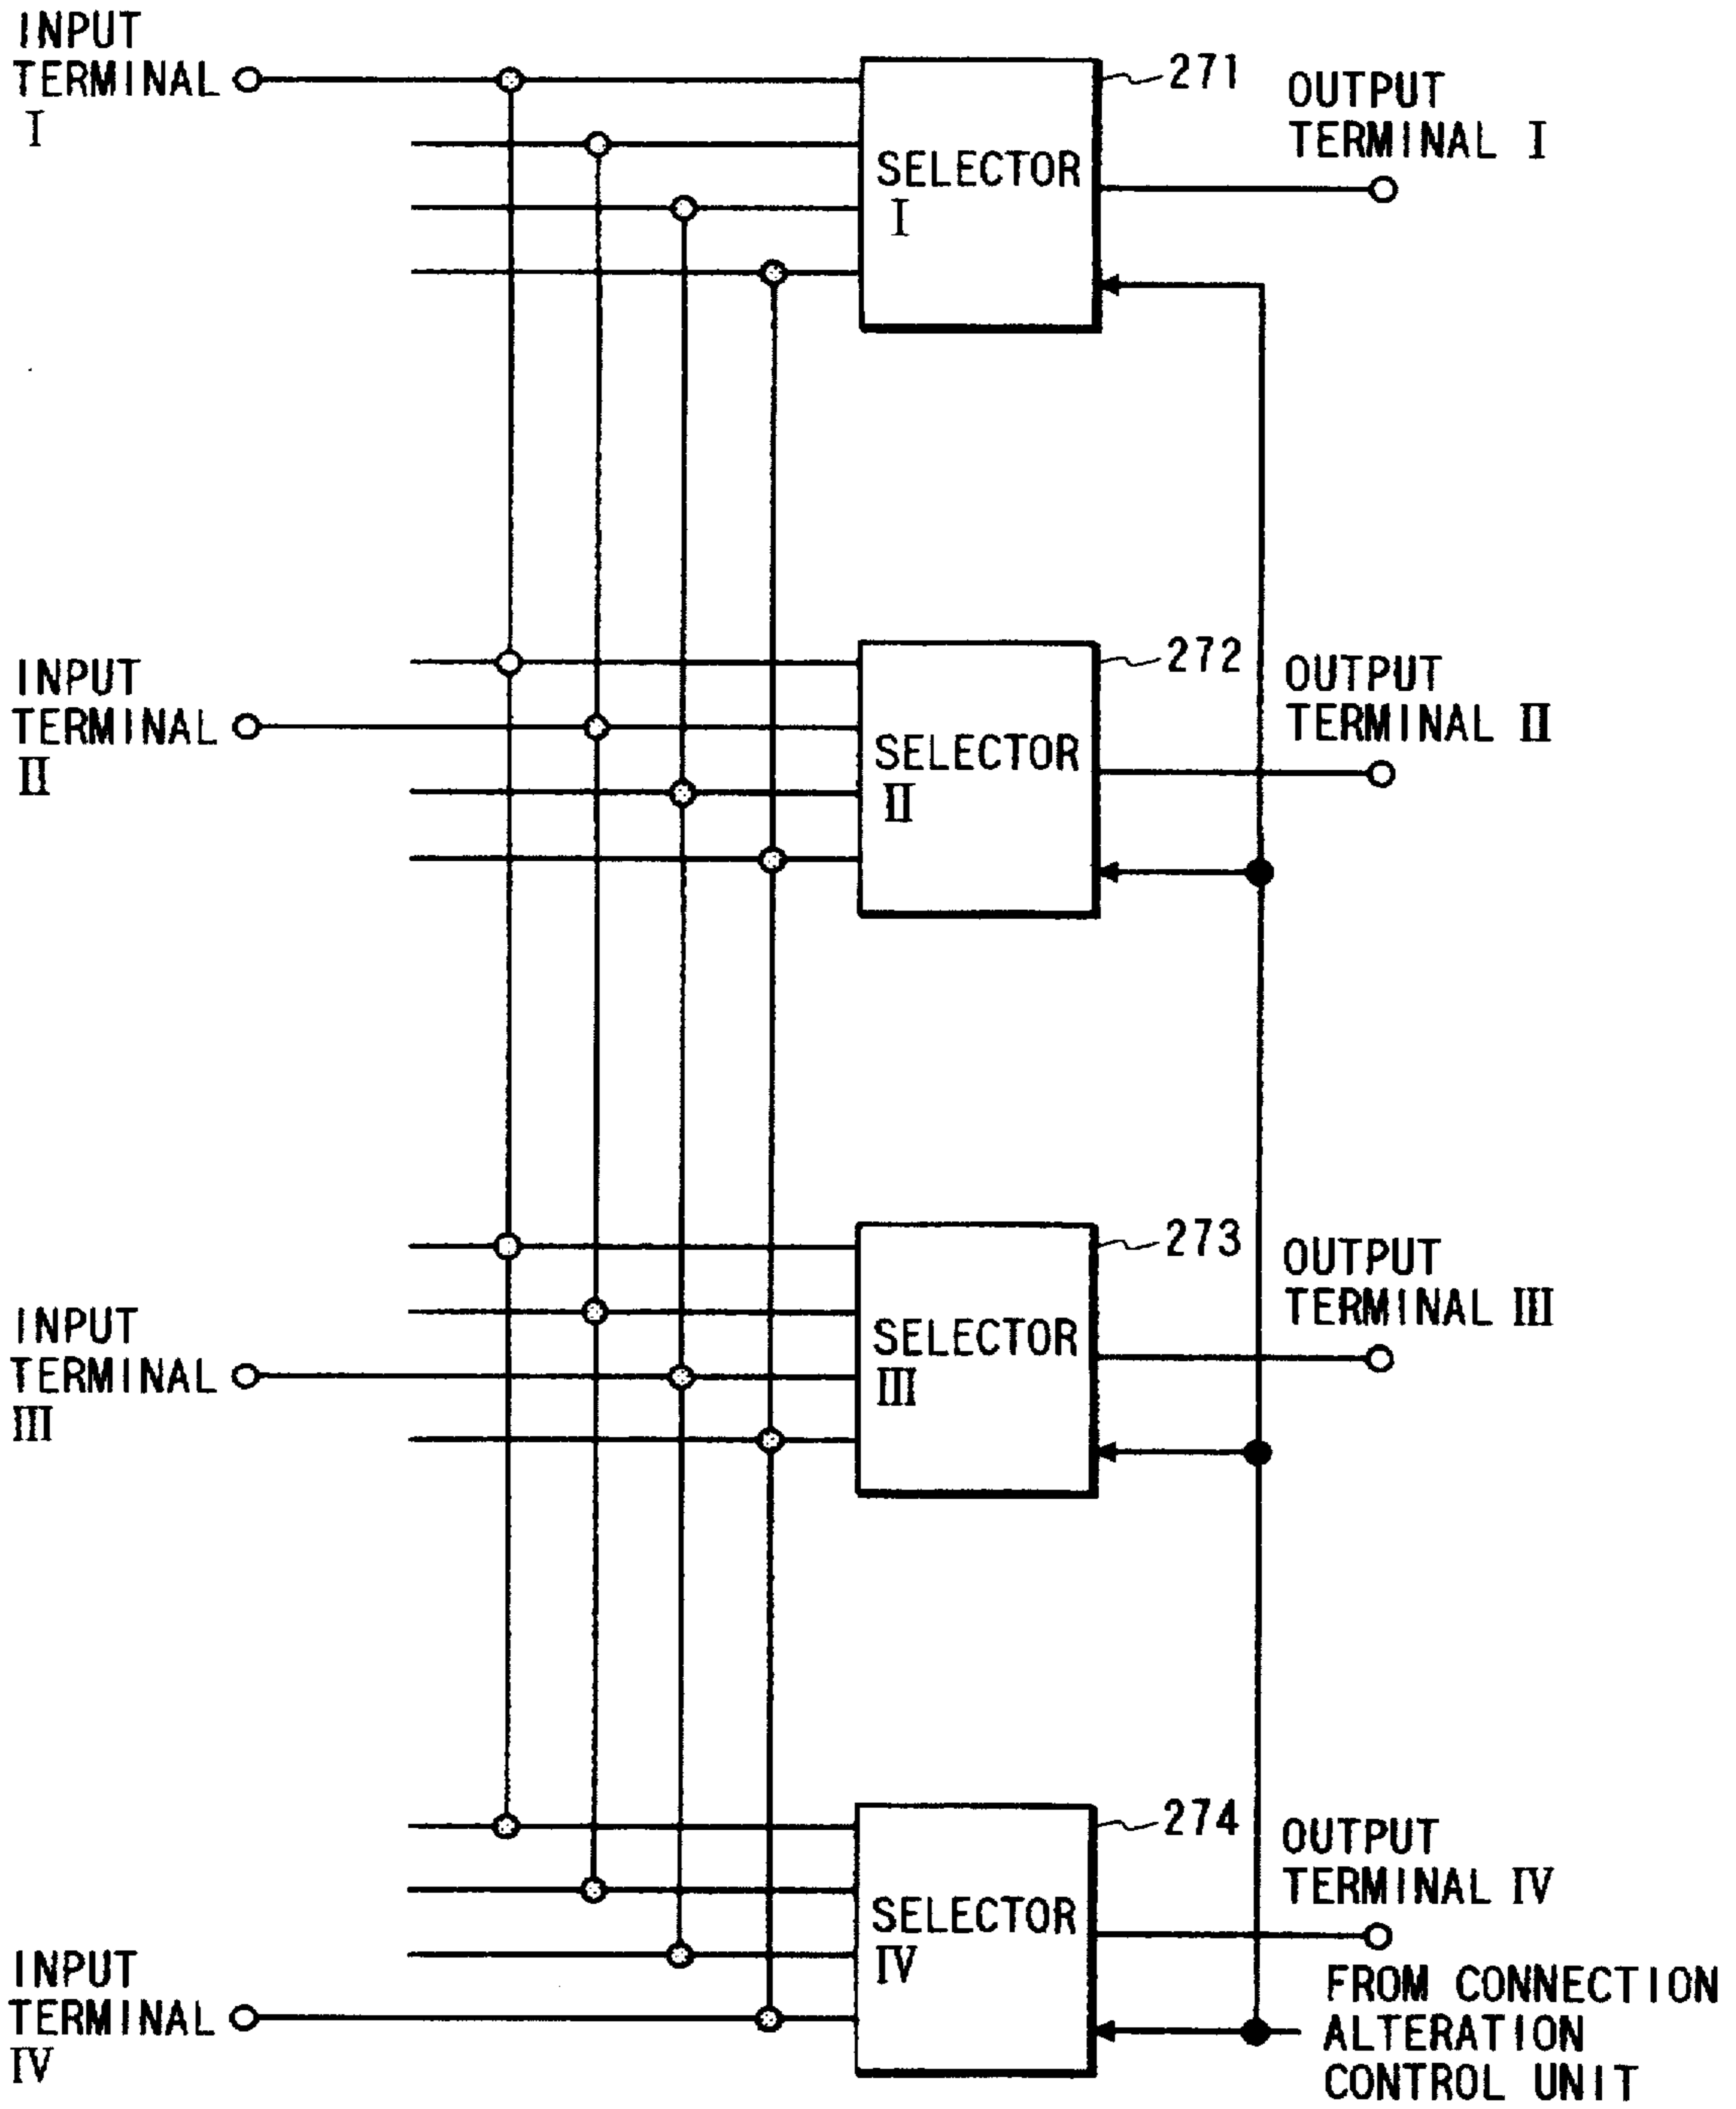 INPUT
TERMINAL
I
SELECTOR
I
271
OUTPUT
TERMINAL I
INPUT
TERMINAL
II
SELECTOR
II
272
OUTPUT
TERMINAL II
INPUT
TERMINAL
III
SELECTOR
III
273
OUTPUT
TERMINAL III
INPUT
TERMINAL
IV
SELECTOR
IV
274
OUTPUT
TERMINAL IV
FROM CONNECTION
ALTERATION
CONTROL UNIT